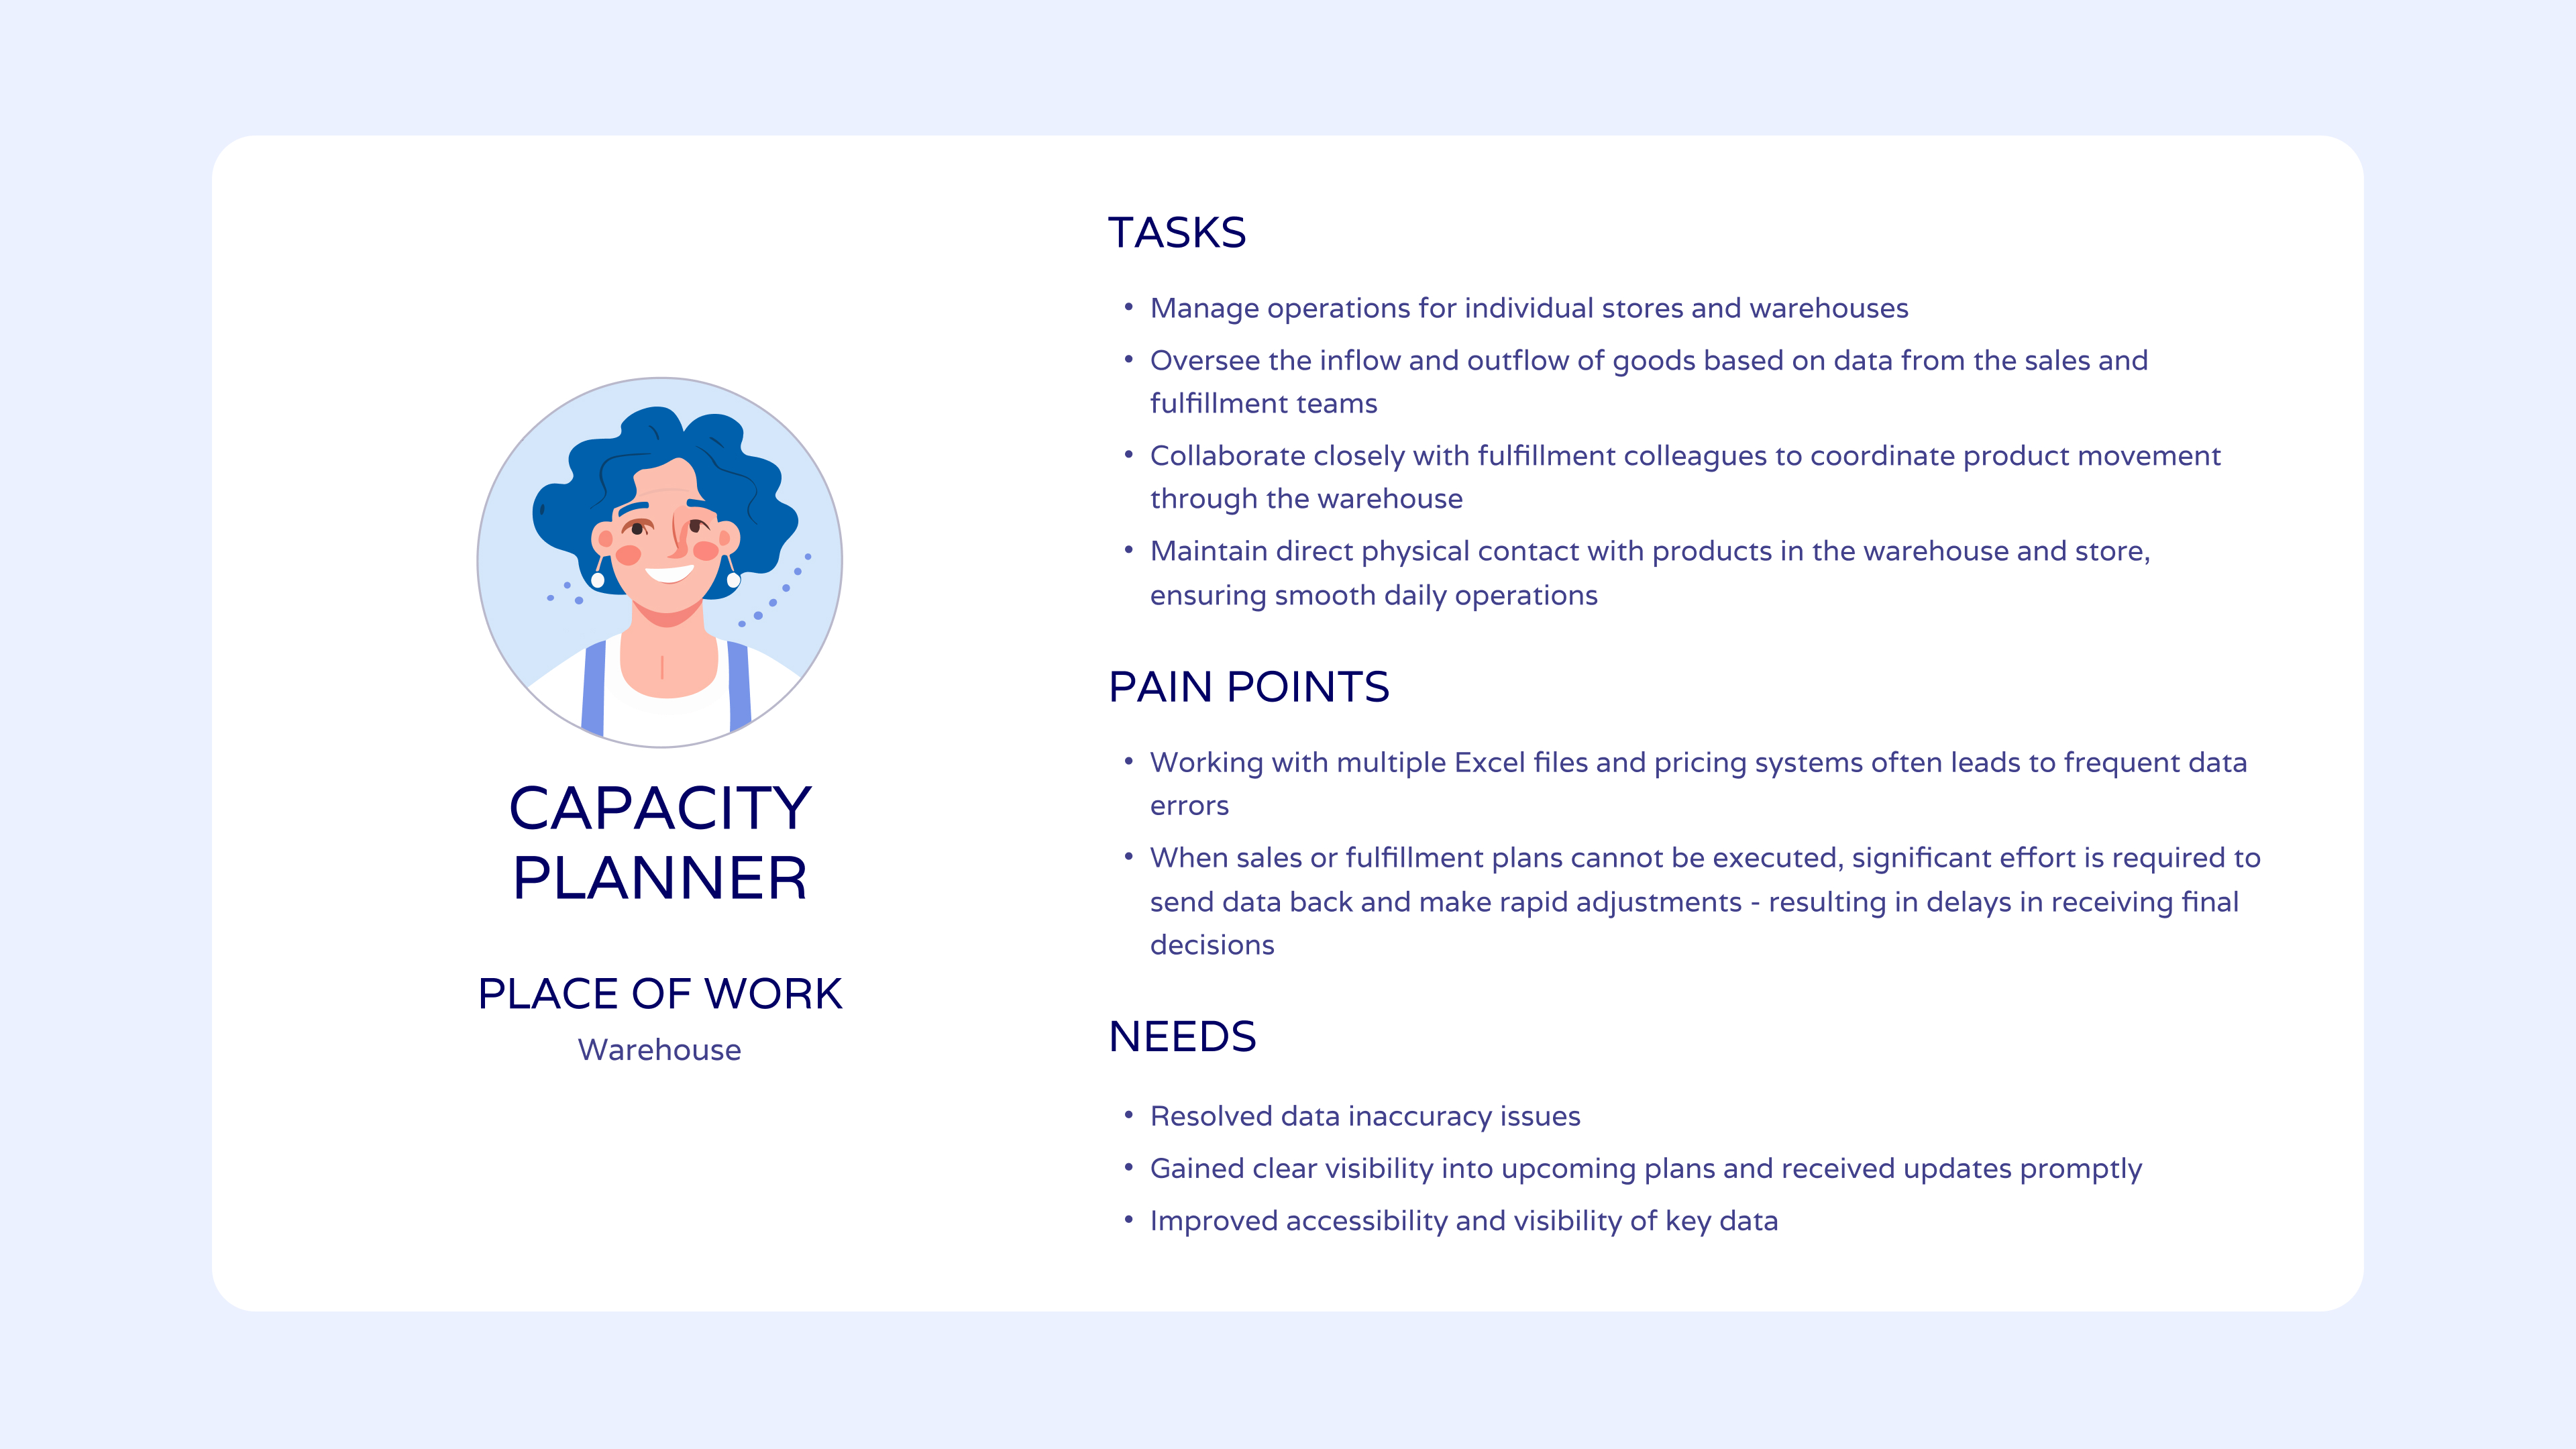 CAPACITY
PLANNER
PLACE OF WORK
Warehouse
TASKS
• Manage operations for individual stores and warehouses
• Oversee the inflow and outflow of goods based on data from the sales and
fulfillment teams
• Collaborate closely with fulfillment colleagues to coordinate product movement
through the warehouse
• Maintain direct physical contact with products in the warehouse and store,
ensuring smooth daily operations
PAIN POINTS
• Working with multiple Excel files and pricing systems often leads to frequent data
errors
• When sales or fulfillment plans cannot be executed, significant effort is required to
send data back and make rapid adjustments - resulting in delays in receiving final
decisions
NEEDS
• Resolved data inaccuracy issues
• Gained clear visibility into upcoming plans and received updates promptly
• Improved accessibility and visibility of key data